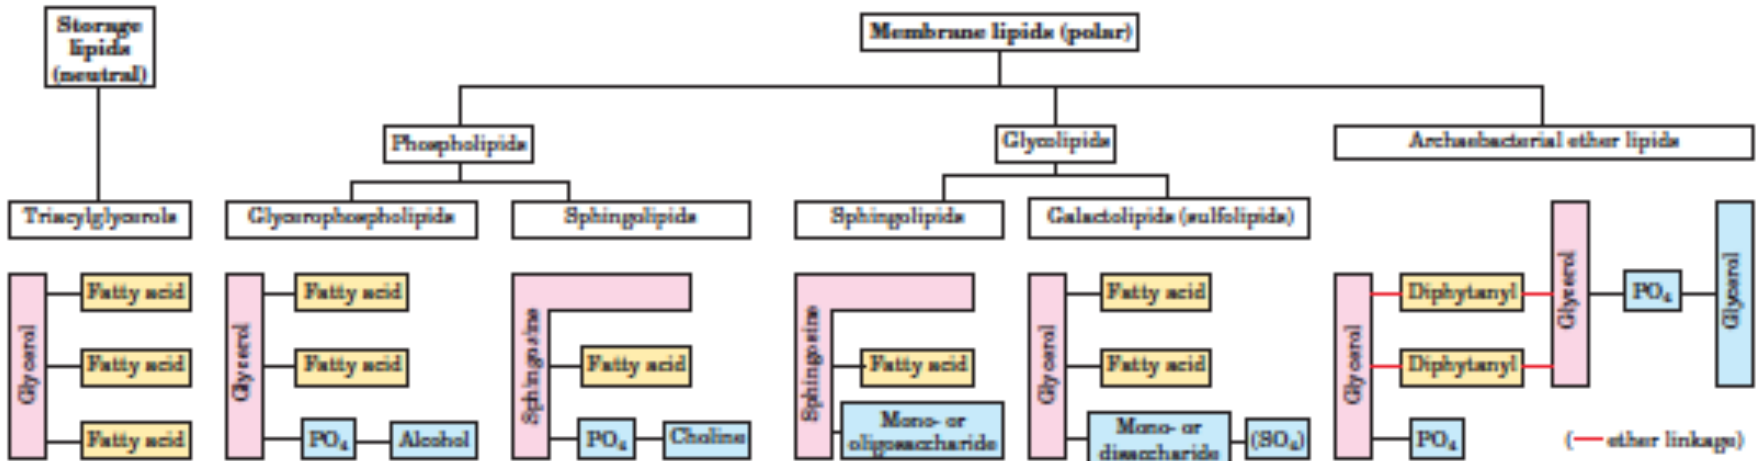 Storage
lipids
(neutral)
Membrane lipids (polar)
Phospholipids
Glycolipids
Archaebacterial ether lipids
Triacylglycerols
Glycerophospholipids
Sphingolipids
Sphingolipids
Galactolipids (sulfolipids)
Glycerol
Fatty acid
Fatty acid
Fatty acid
Glycerol
Fatty acid
Fatty acid
PO₄
Alcohol
Sphingosine
Fatty acid
PO₄
Choline
Sphingosine
Fatty acid
Mono- or
oligosaccharide
Glycerol
Fatty acid
Fatty acid
Mono- or
disaccharide
(SO₄)
Glycerol
Diphytanyl
Diphytanyl
PO₄
Glycerol
PO₄
Glycerol
( ether linkage)